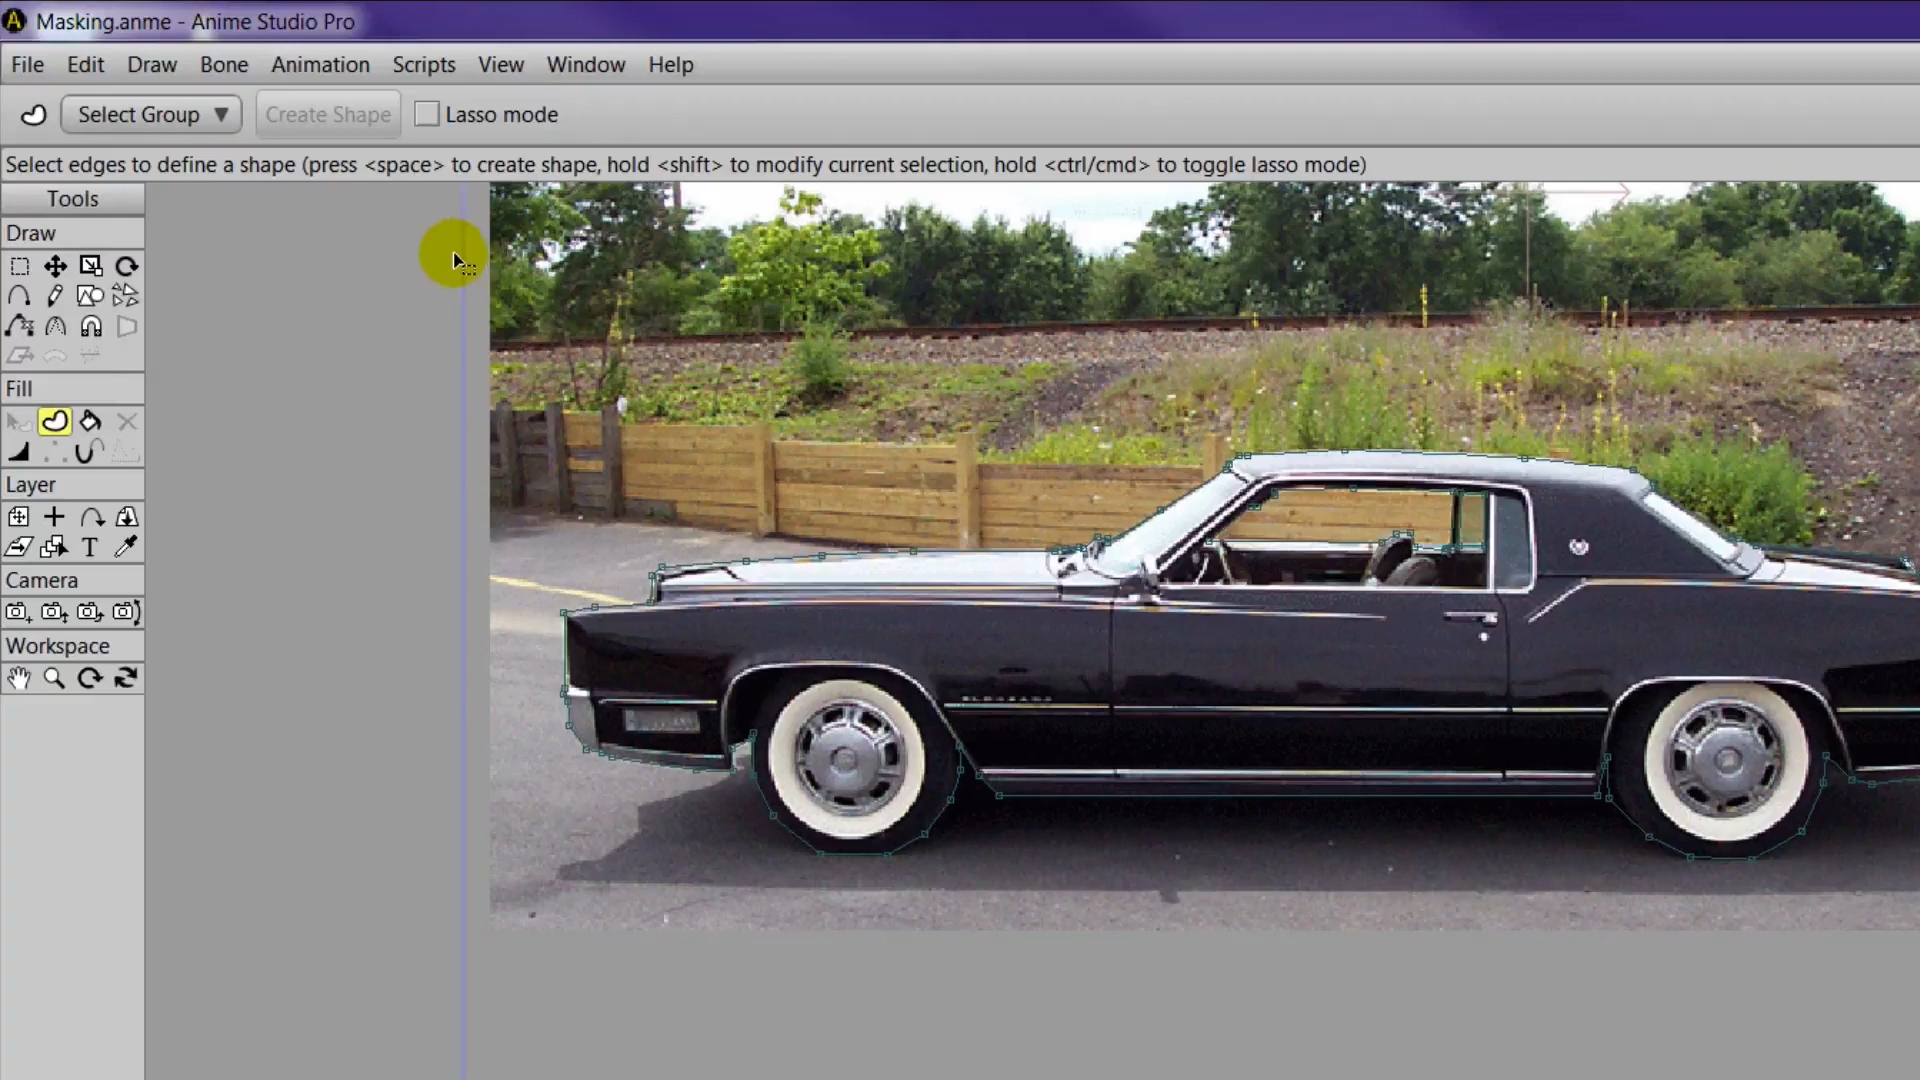 Masking.anme - Anime Studio Pro
File Edit Draw Bone Animation Scripts View Window Help
Select Group Create Shape Lasso mode
Select edges to define a shape (press <space> to create shape, hold <shift> to modify current selection, hold <ctrl/cmd> to toggle lasso mode)
Tools
Draw
Fill
Layer
T
Camera
Workspace
ELDORADO